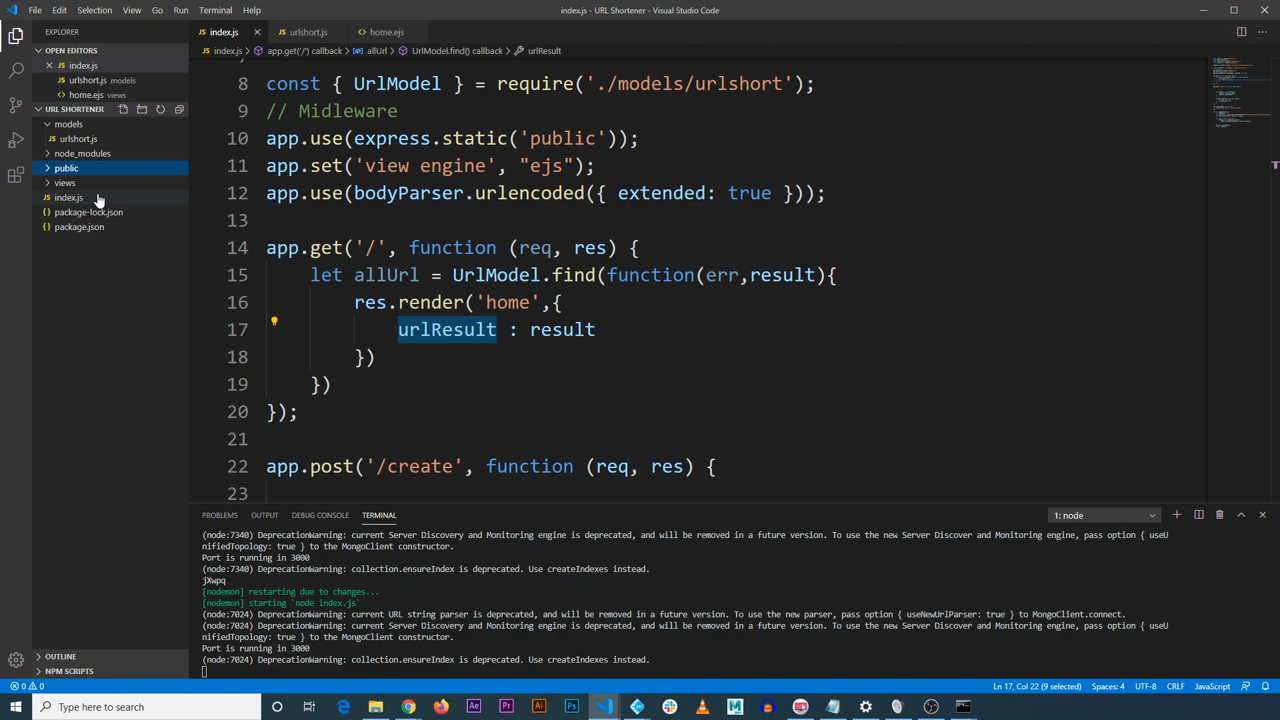 File Edit Selection View Go Run Terminal Help
index.js - URL Shortener - Visual Studio Code
EXPLORER
OPEN EDITORS
index.js
urlshort.js models
home.ejs views
URL SHORTENER
models
urlshort.js
node_modules
public
views
index.js
package-lock.json
package.json
OUTLINE
NPM SCRIPTS
index.js urlshort.js home.ejs
index.js > app.get('/') callback > allUrl > UrlModel.find() callback > urlResult
7
8 const { UrlModel } = require('./models/urlshort');
9 // Midleware
10 app.use(express.static('public'));
11 app.set('view engine', "ejs");
12 app.use(bodyParser.urlencoded({ extended: true }));
13
14 app.get('/', function (req, res) {
15 let allUrl = UrlModel.find(function(err,result){
16 res.render('home',{
17 urlResult : result
18 })
19 })
20 });
21
22 app.post('/create', function (req, res) {
23
PROBLEMS OUTPUT DEBUG CONSOLE TERMINAL
1: node
(node:7340) DeprecationWarning: current Server Discovery and Monitoring engine is deprecated, and will be removed in a future version. To use the new Server Discover and Monitoring engine, pass option { useU
nifiedTopology: true } to the MongoClient constructor.
Port is running in 3000
(node:7340) DeprecationWarning: collection.ensureIndex is deprecated. Use createIndexes instead.
jXwpq
[nodemon] restarting due to changes...
[nodemon] starting `node index.js`
(node:7024) DeprecationWarning: current URL string parser is deprecated, and will be removed in a future version. To use the new parser, pass option { useNewUrlParser: true } to MongoClient.connect.
(node:7024) DeprecationWarning: current Server Discovery and Monitoring engine is deprecated, and will be removed in a future version. To use the new Server Discover and Monitoring engine, pass option { useU
nifiedTopology: true } to the MongoClient constructor.
Port is running in 3000
(node:7024) DeprecationWarning: collection.ensureIndex is deprecated. Use createIndexes instead.
0 0
Ln 17, Col 22 (9 selected) Spaces: 4 UTF-8 CRLF JavaScript
Type here to search